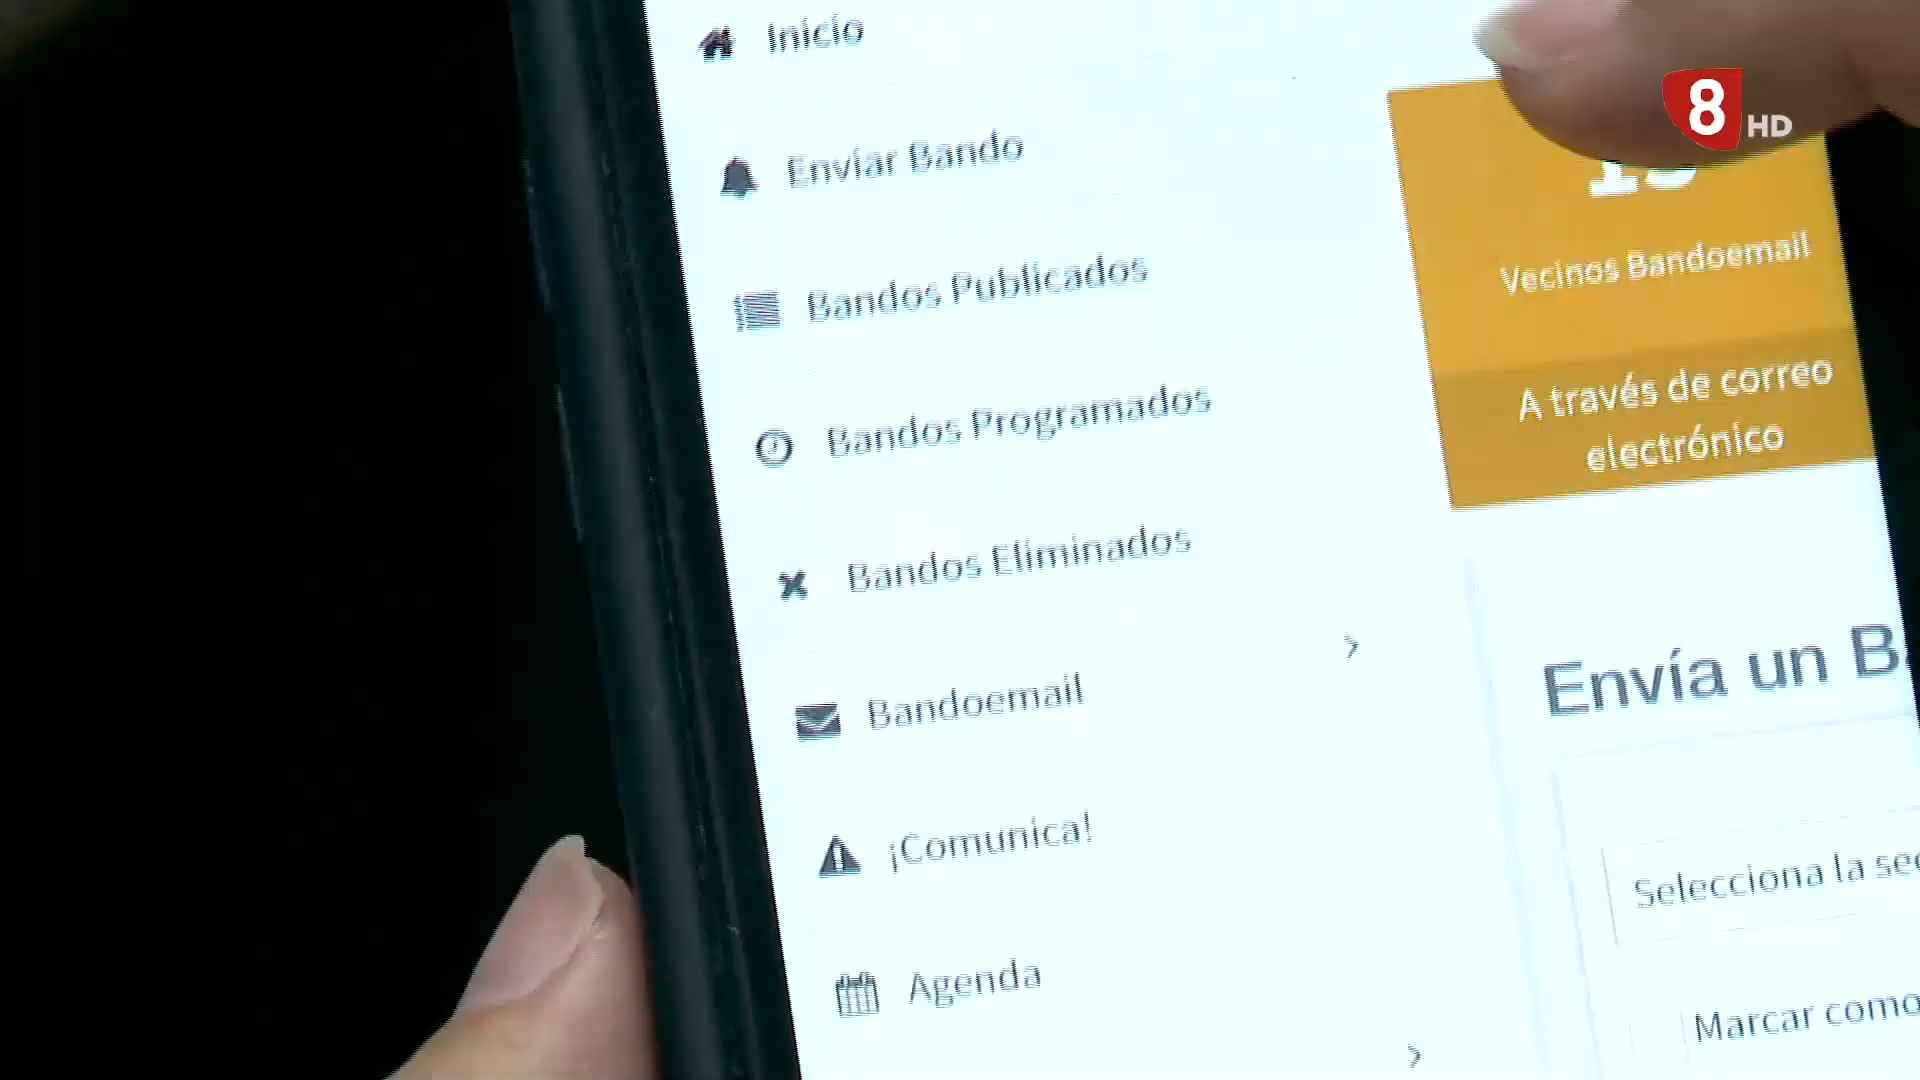 Inicio
Enviar Bando
Bandos Publicados
Bandos Programados
Bandos Eliminados
Bandoemail
¡Comunica!
Agenda
8 HD
Vecinos Bandoemail
A través de correo
electrónico
Envía un
Selecciona la
Marcar como